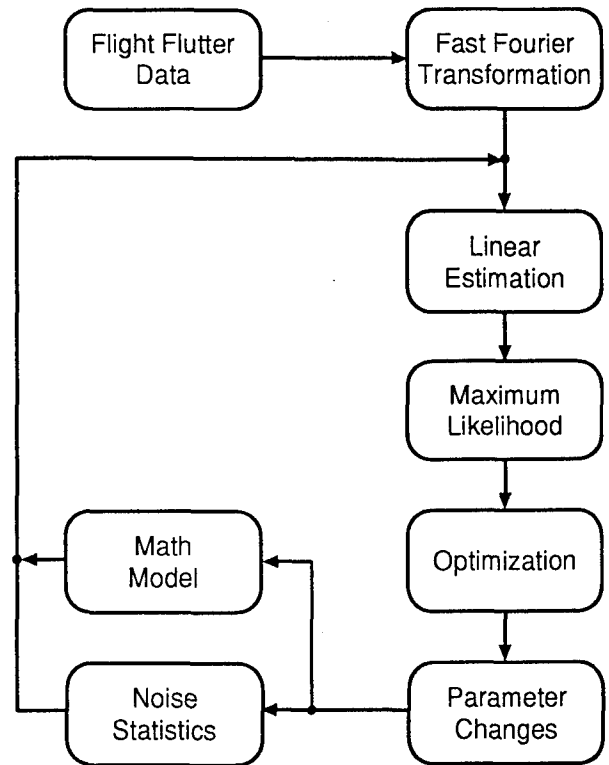 Flight Flutter
Data
Fast Fourier
Transformation
Linear
Estimation
Maximum
Likelihood
Math
Model
Optimization
Noise
Statistics
Parameter
Changes